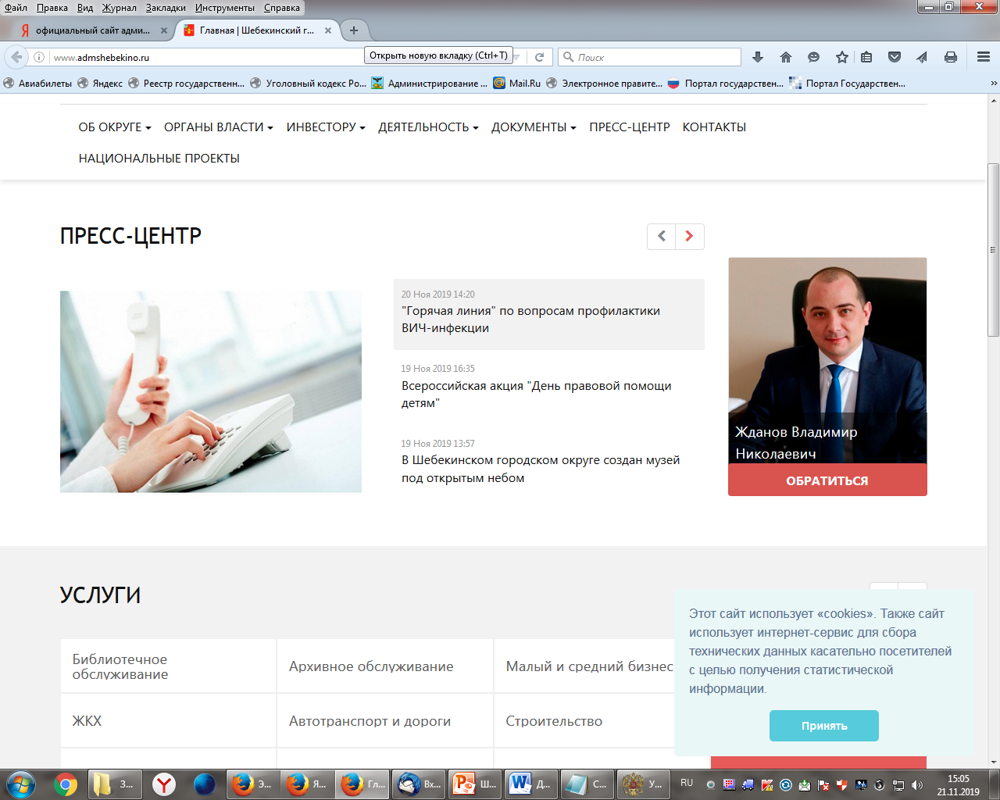 Файл Правка Вид Журнал Закладки Инструменты Справка
официальный сайт адми...
Главная | Шебекинский г...
www.admshebekino.ru
Открыть новую вкладку (Ctrl+T)
Поиск
Авиабилеты Яндекс Реестр государственн... Уголовный кодекс Ро... Администрирование ... Mail.Ru Электронное правите... Портал государствен... Портал Государствен...
ОБ ОКРУГЕ ОРГАНЫ ВЛАСТИ ИНВЕСТОРУ ДЕЯТЕЛЬНОСТЬ ДОКУМЕНТЫ ПРЕСС-ЦЕНТР КОНТАКТЫ
НАЦИОНАЛЬНЫЕ ПРОЕКТЫ
ПРЕСС-ЦЕНТР
20 Ноя 2019 14:20
"Горячая линия" по вопросам профилактики
ВИЧ-инфекции
19 Ноя 2019 16:35
Всероссийская акция "День правовой помощи
детям"
19 Ноя 2019 13:57
В Шебекинском городском округе создан музей
под открытым небом
Жданов Владимир
Николаевич
ОБРАТИТЬСЯ
УСЛУГИ
Библиотечное
обслуживание
Архивное обслуживание
Малый и средний бизнес
ЖКХ
Автотранспорт и дороги
Строительство
Этот сайт использует «cookies». Также сайт
использует интернет-сервис для сбора
технических данных касательно посетителей
с целью получения статистической
информации.
Принять
З... Э... Я... Гл... Вх... Ш... Д... С... У...
RU
15:05
21.11.2019